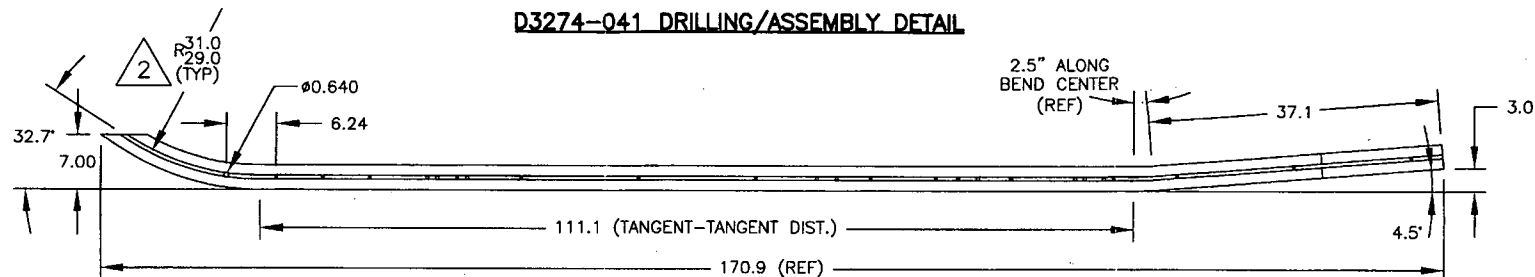 D3274-041 DRILLING/ASSEMBLY DETAIL
2
R31.0
29.0
(TYP)
ø0.640
6.24
2.5" ALONG
BEND CENTER
(REF)
37.1
3.0
32.7°
7.00
111.1 (TANGENT-TANGENT DIST.)
4.5°
170.9 (REF)